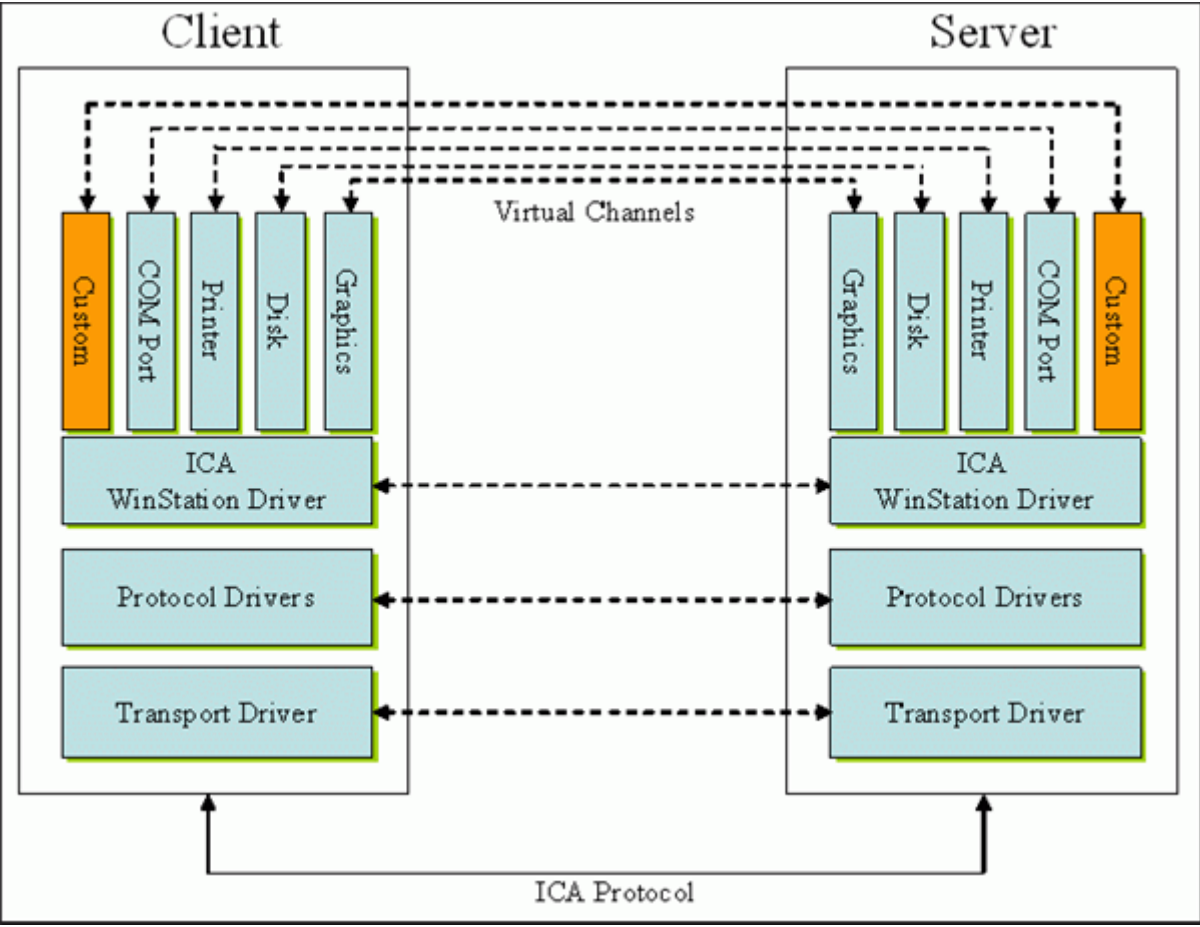 Client
Server
Virtual Channels
Custom
COM Port
Printer
Disk
Graphics
Graphics
Disk
Printer
COM Port
Custom
ICA
WinStation Driver
ICA
WinStation Driver
Protocol Drivers
Protocol Drivers
Transport Driver
Transport Driver
ICA Protocol